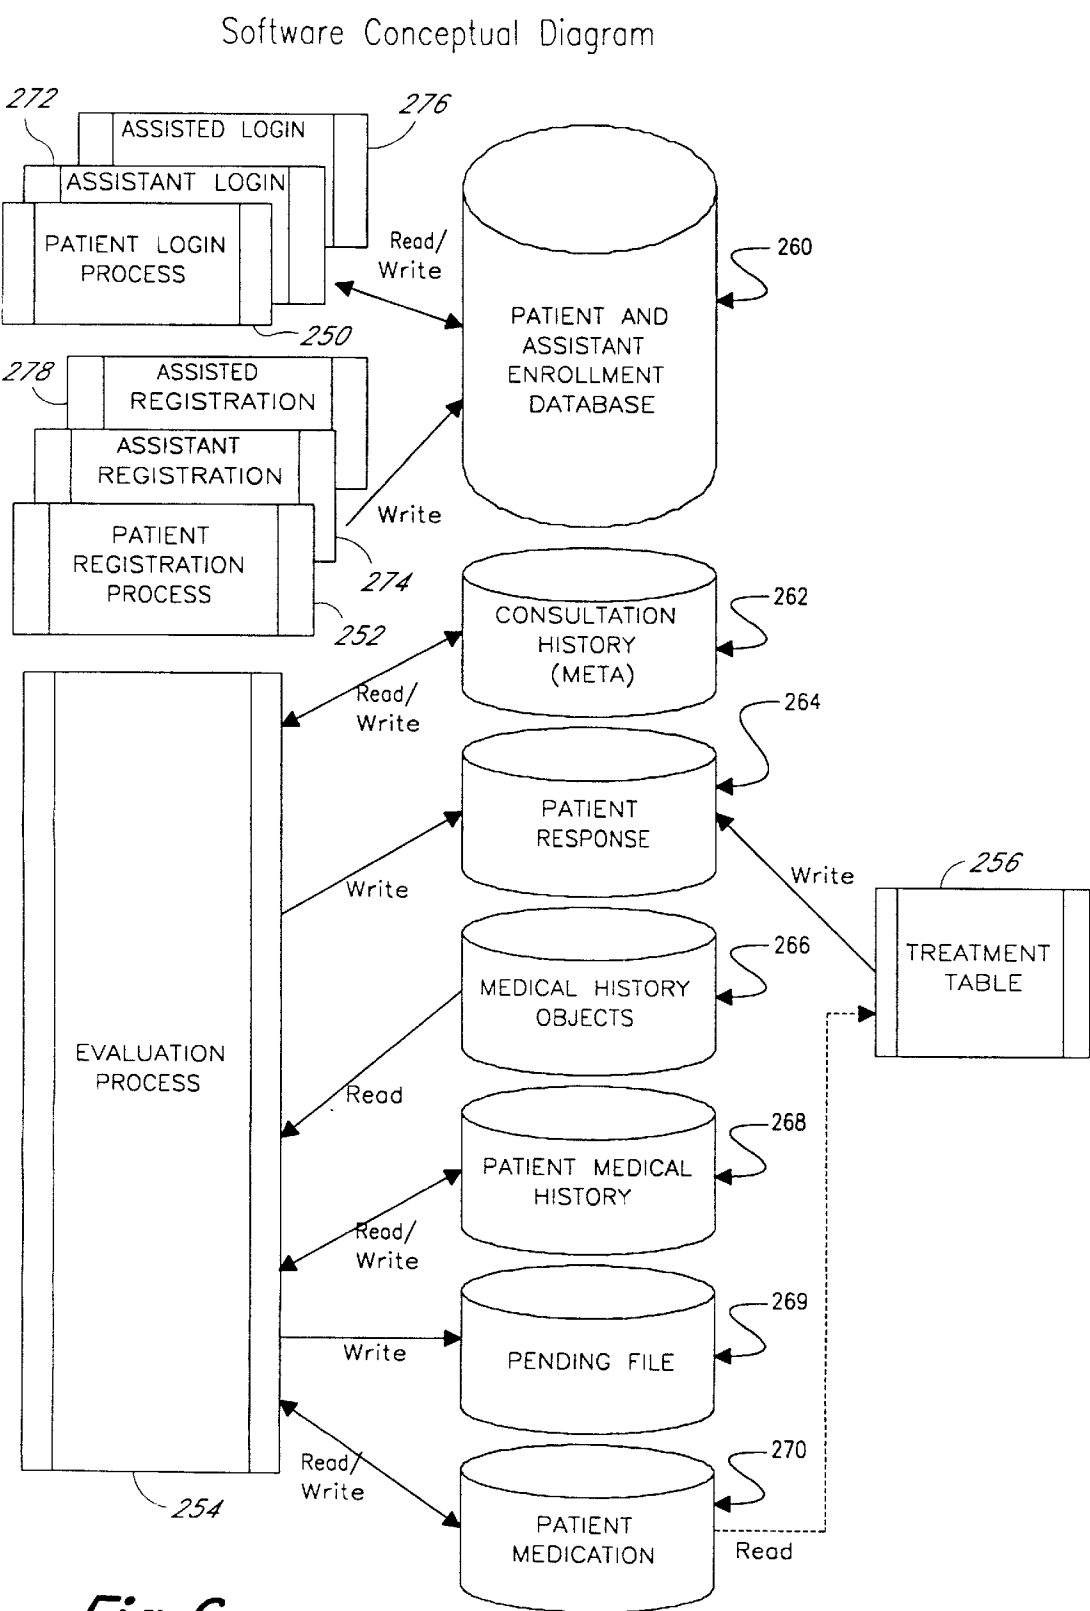 Software Conceptual Diagram
272
276
ASSISTED LOGIN
ASSISTANT LOGIN
PATIENT LOGIN
PROCESS
250
Read/
Write
260
PATIENT AND
ASSISTANT
ENROLLMENT
DATABASE
278
ASSISTED
REGISTRATION
ASSISTANT
REGISTRATION
PATIENT
REGISTRATION
PROCESS
Write
274
252
262
CONSULTATION
HISTORY
(META)
Read/
Write
264
PATIENT
RESPONSE
Write
Write
256
TREATMENT
TABLE
266
MEDICAL HISTORY
OBJECTS
EVALUATION
PROCESS
Read
268
PATIENT MEDICAL
HISTORY
Read/
Write
269
PENDING FILE
Write
270
Read/
Write
254
PATIENT
MEDICATION
Read
Fig. 6